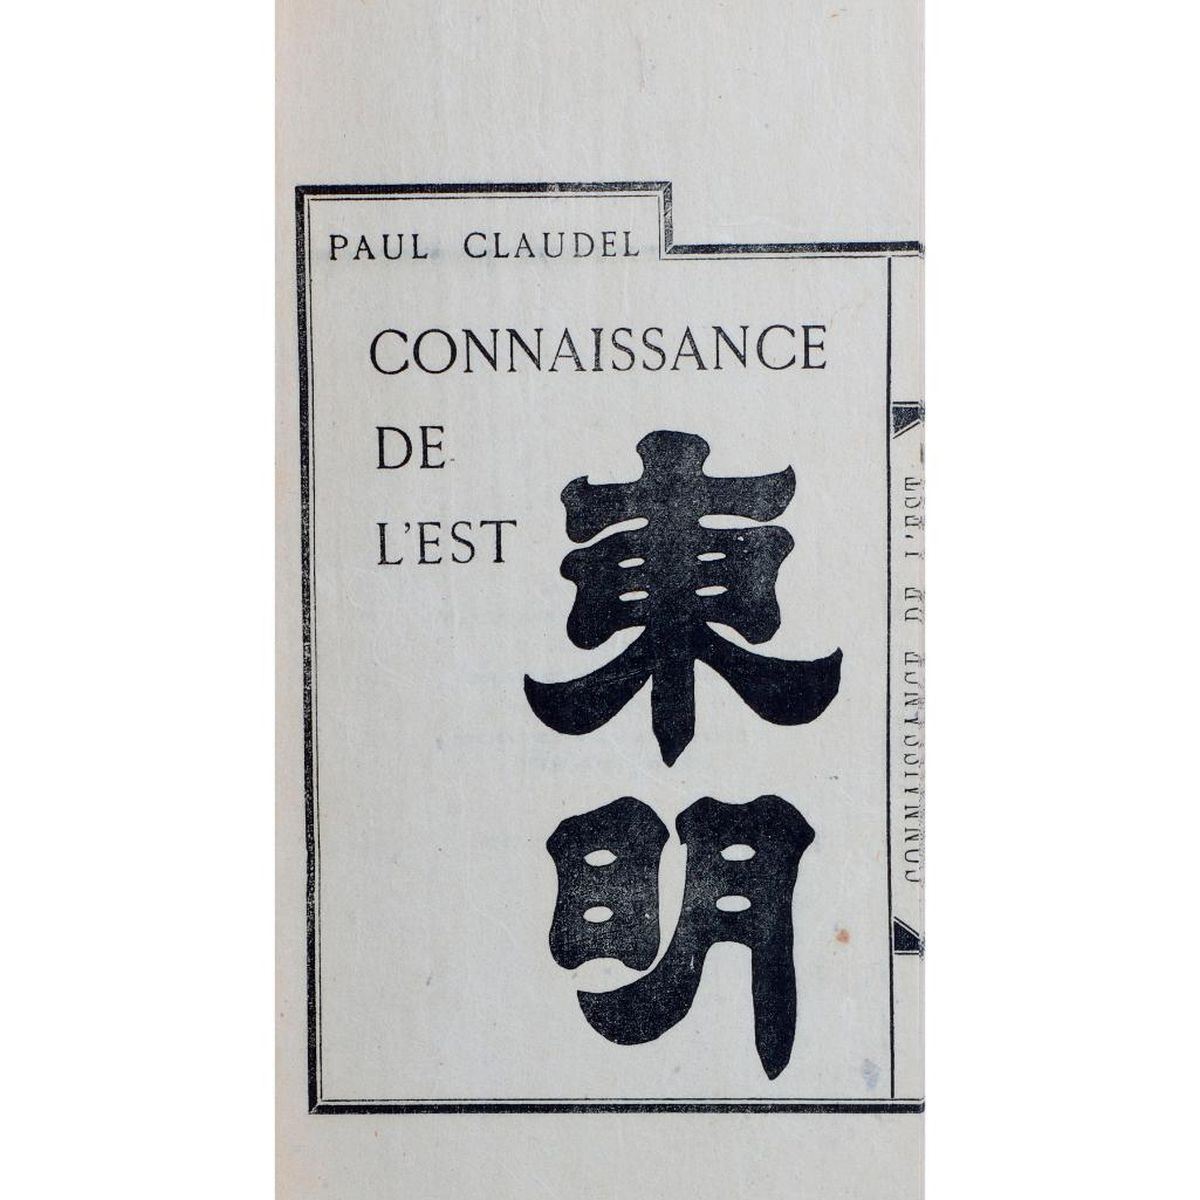 PAUL CLAUDEL
CONNAISSANCE
DE
L'EST
東
明
CONNAISSANCE DE L'EST